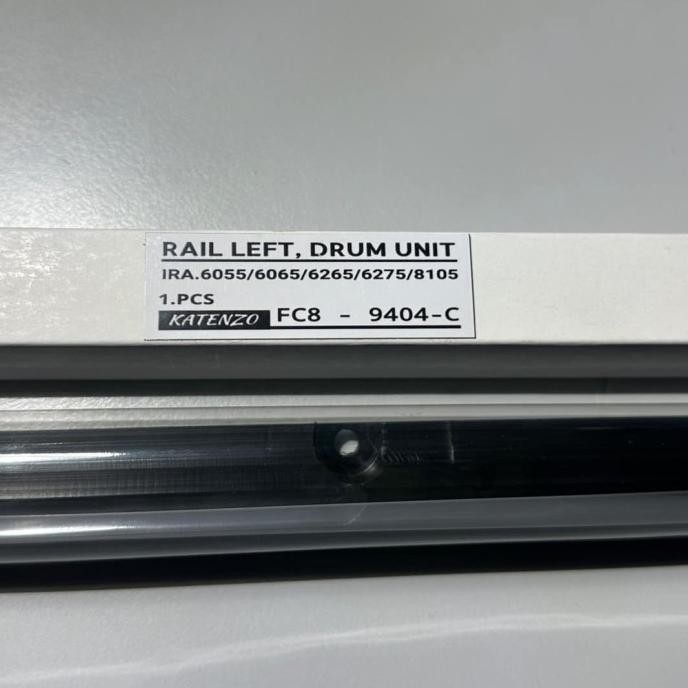 RAIL LEFT, DRUM UNIT
IRA.6055/6065/6265/6275/8105
1.PCS
KATENZO FC8 - 9404-C